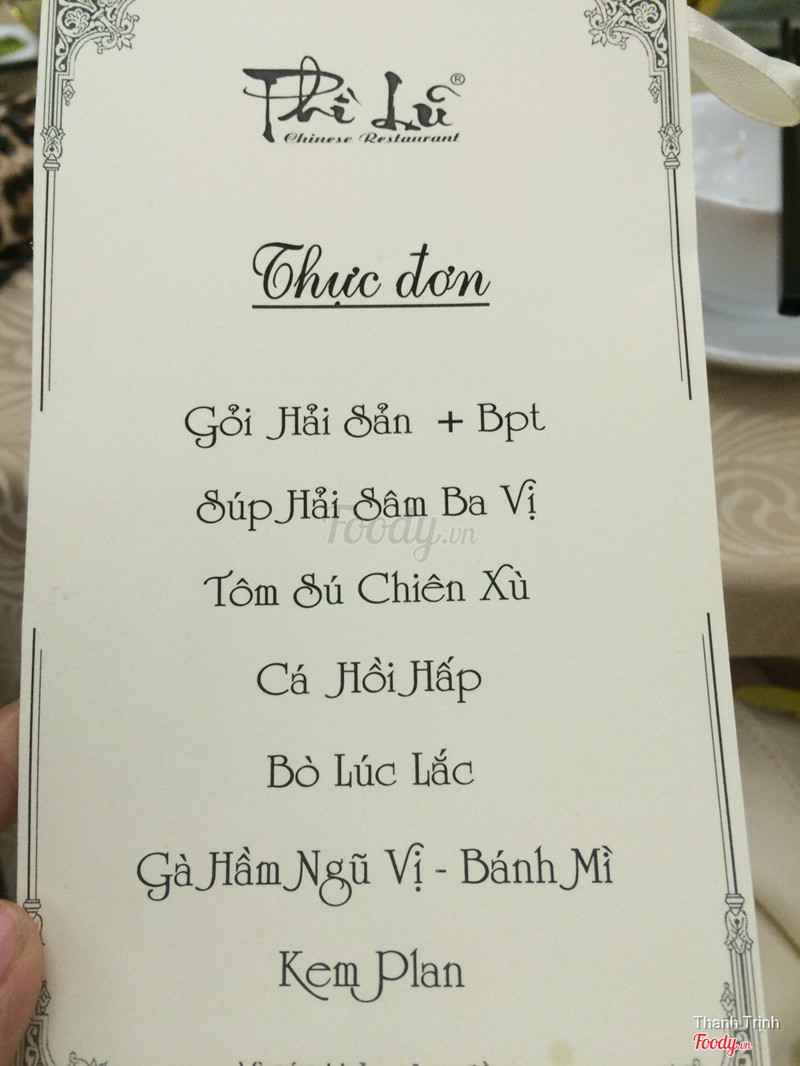 Phì Lũ®
Chinese Restaurant
Thực đơn
Gỏi Hải Sản + Bpt
Súp Hải Sâm Ba Vị
Foody.vn
Tôm Sú Chiên Xù
Cá Hồi Hấp
Bò Lúc Lắc
Gà Hầm Ngũ Vị - Bánh Mì
Kem Plan
Thanh Trịnh
Foody.vn